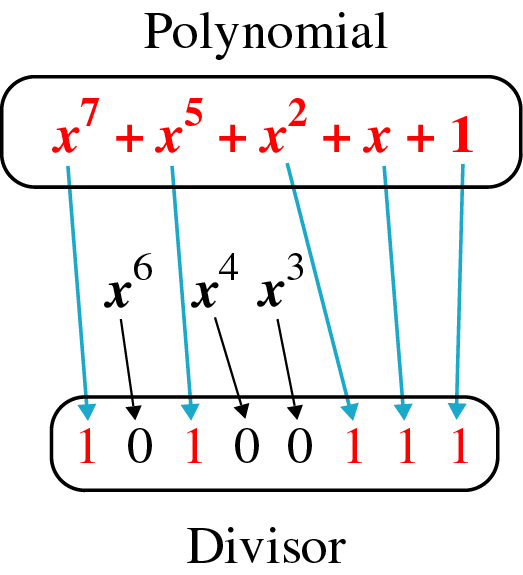 Polynomial
x⁷ + x⁵ + x² + x + 1
x⁶ x⁴ x³
1 0 1 0 0 1 1 1
Divisor